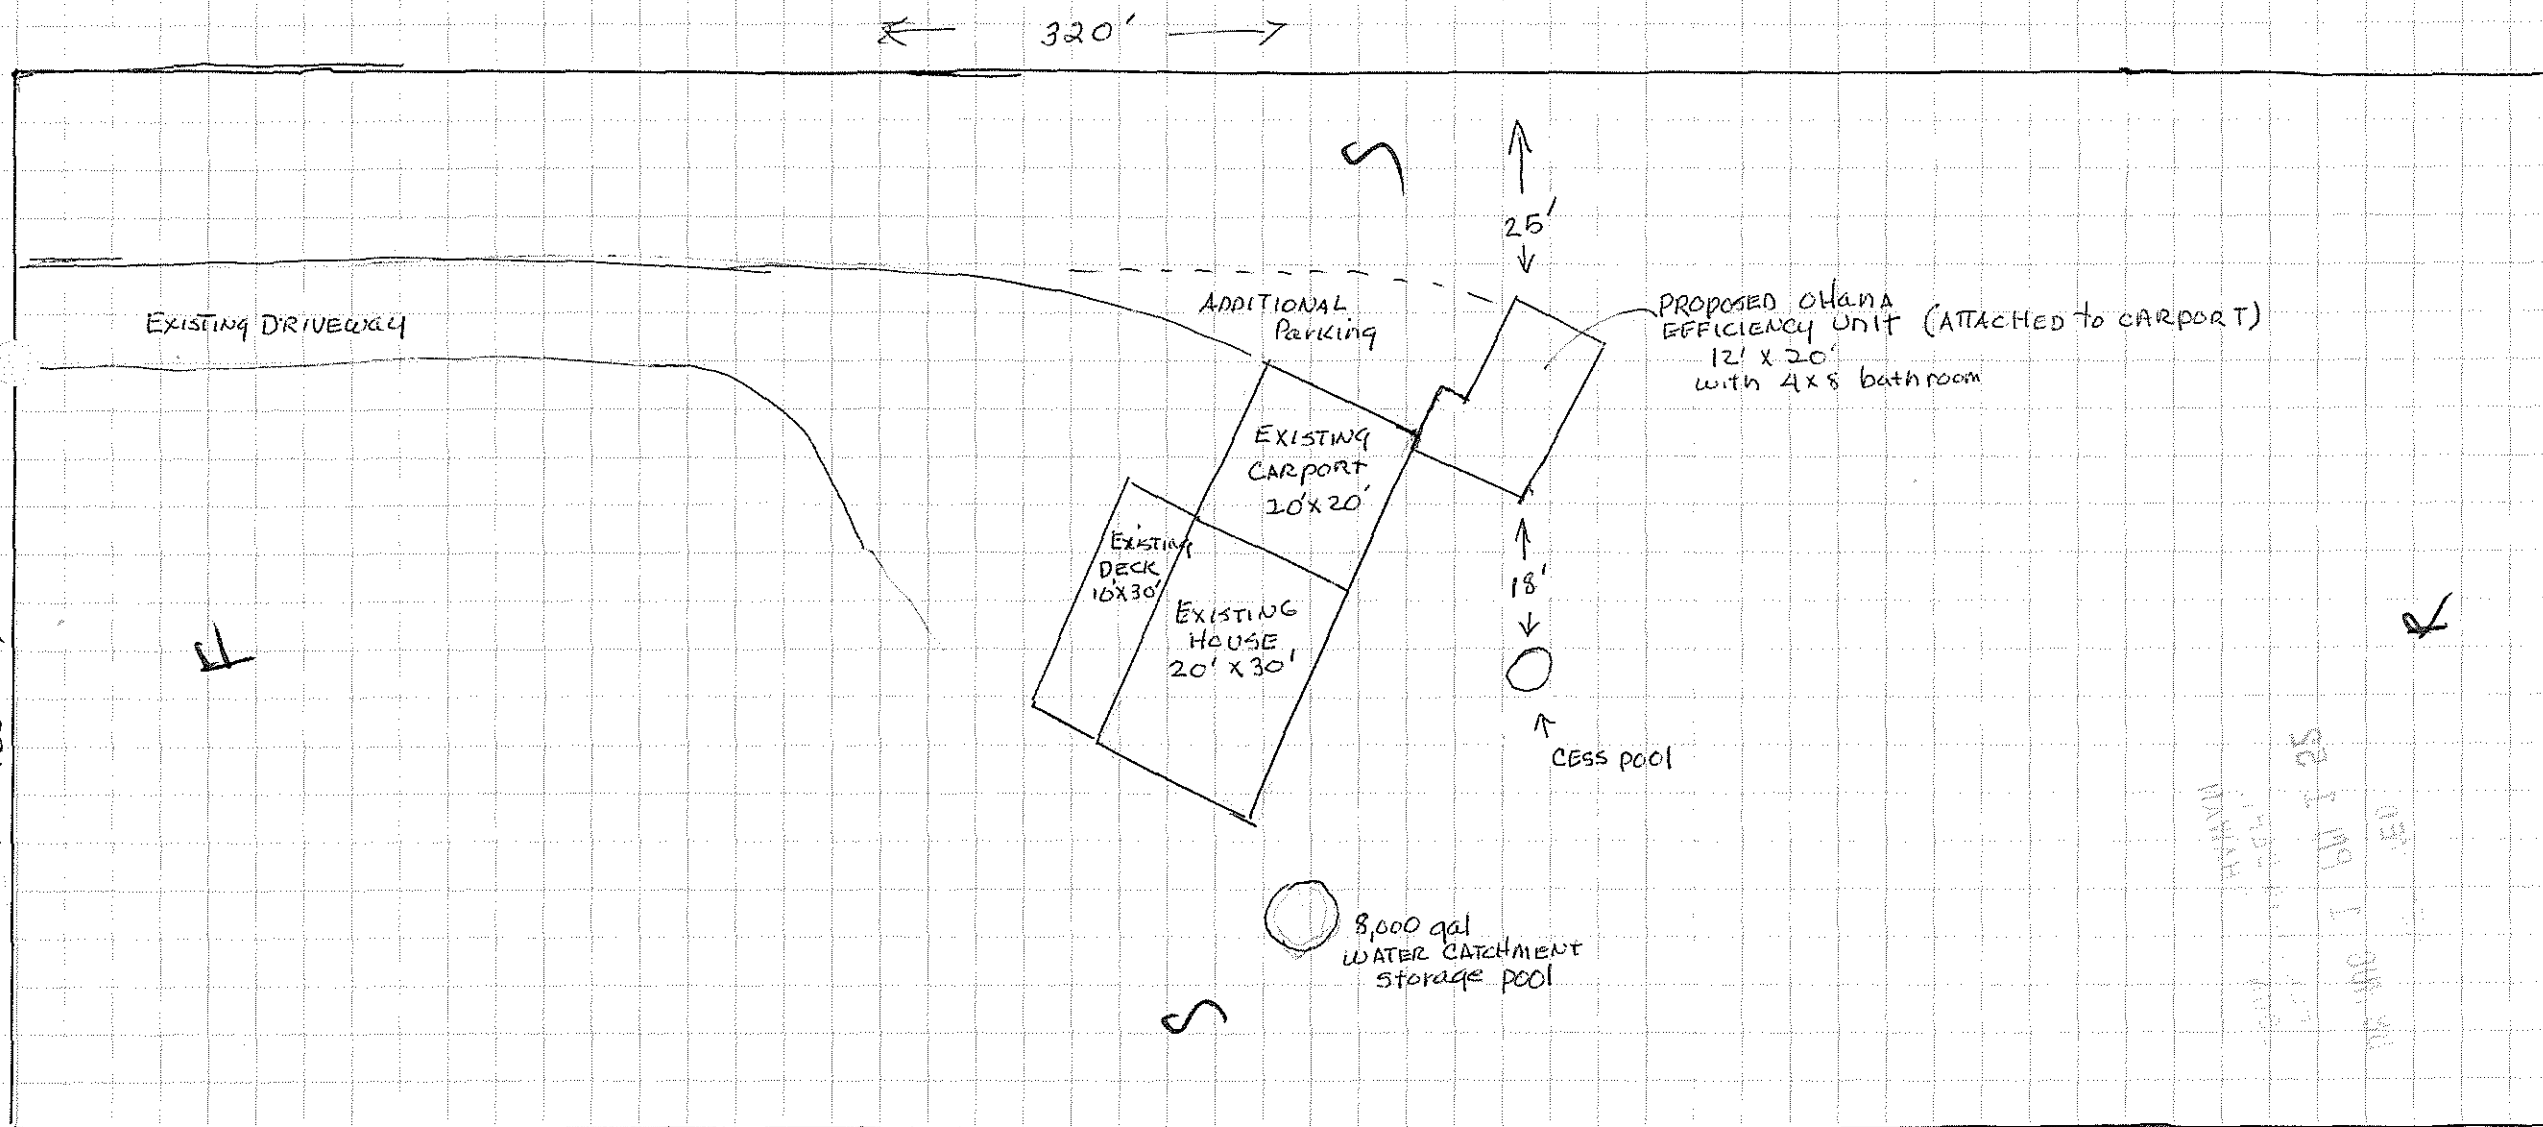 320'
S
25'
ADDITIONAL
Parking
EXISTING DRIVEWAY
PROPOSED OHana
EFFICIENCY Unit (ATTACHED to CARPORT)
12' x 20'
with 4x8 bathroom
EXISTING
CARPORT
20'x20'
EXISTING
DECK
10'x30'
EXISTING
HOUSE
20' x 30'
18'
F
R
CESS POOl
8,000 gal
WATER CATCHMENT
Storage pool
S